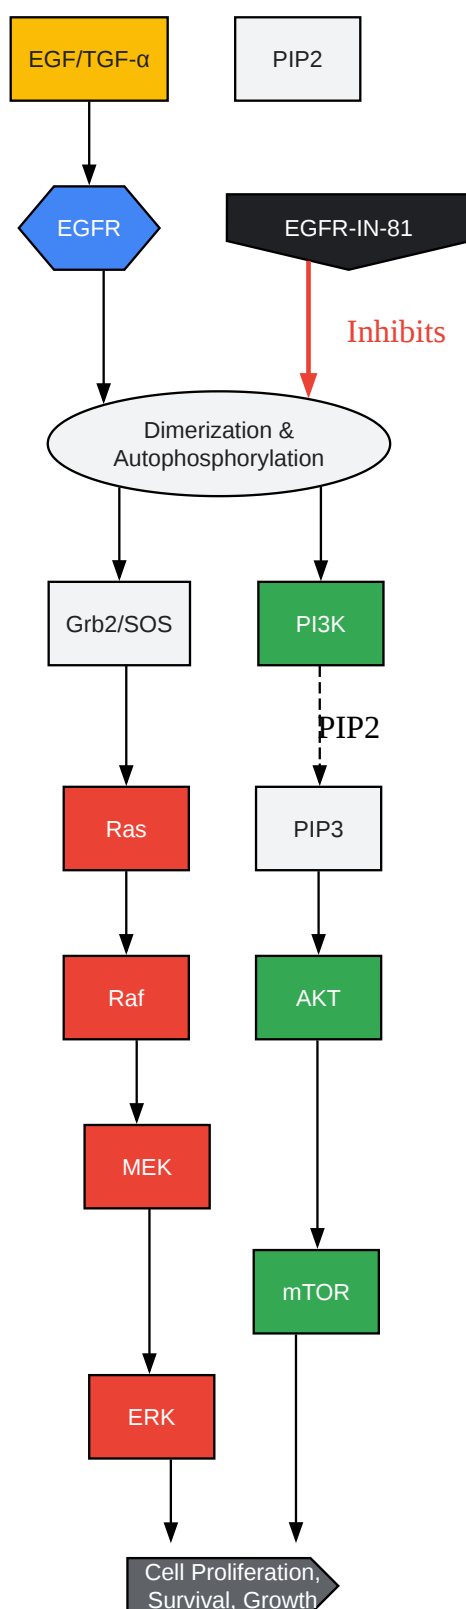 EGF/TGF-α
PIP2
EGFR
EGFR-IN-81
Inhibits
Dimerization &
Autophosphorylation
Grb2/SOS
PI3K
PIP2
Ras
PIP3
Raf
AKT
MEK
mTOR
ERK
Cell Proliferation,
Survival, Growth